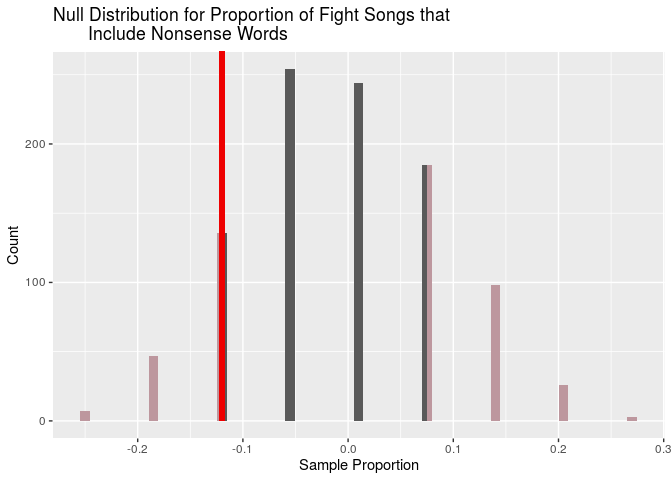 Null Distribution for Proportion of Fight Songs that
Include Nonsense Words
Count
200
100
0
-0.2
-0.1
0.0
0.1
0.2
0.3
Sample Proportion